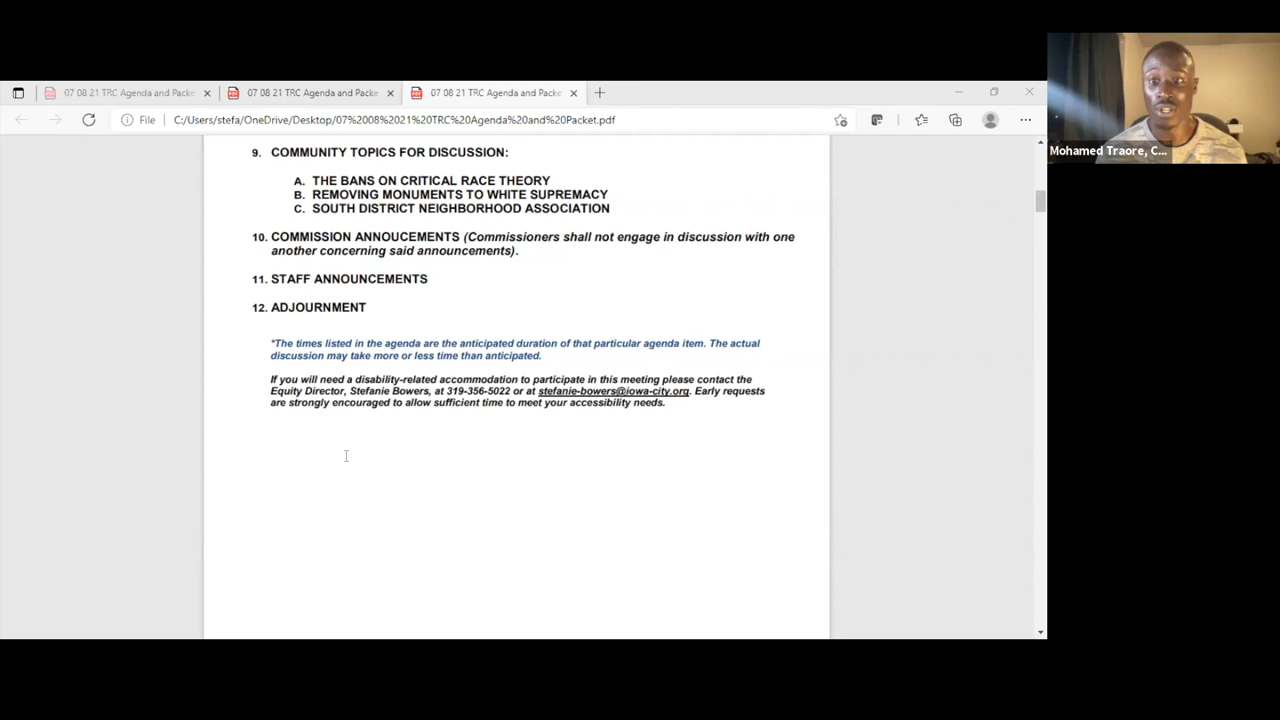 07 08 21 TRC Agenda and Packe
07 08 21 TRC Agenda and Packe
07 08 21 TRC Agenda and Packe
File
C:/Users/stefa/OneDrive/Desktop/07%2008%2021%20TRC%20Agenda%20and%20Packet.pdf
Mohamed Traore, C...
9. COMMUNITY TOPICS FOR DISCUSSION:
A. THE BANS ON CRITICAL RACE THEORY
B. REMOVING MONUMENTS TO WHITE SUPREMACY
C. SOUTH DISTRICT NEIGHBORHOOD ASSOCIATION
10. COMMISSION ANNOUCEMENTS (Commissioners shall not engage in discussion with one
another concerning said announcements).
11. STAFF ANNOUNCEMENTS
12. ADJOURNMENT
*The times listed in the agenda are the anticipated duration of that particular agenda item. The actual
discussion may take more or less time than anticipated.
If you will need a disability-related accommodation to participate in this meeting please contact the
Equity Director, Stefanie Bowers, at 319-356-5022 or at stefanie-bowers@iowa-city.org. Early requests
are strongly encouraged to allow sufficient time to meet your accessibility needs.